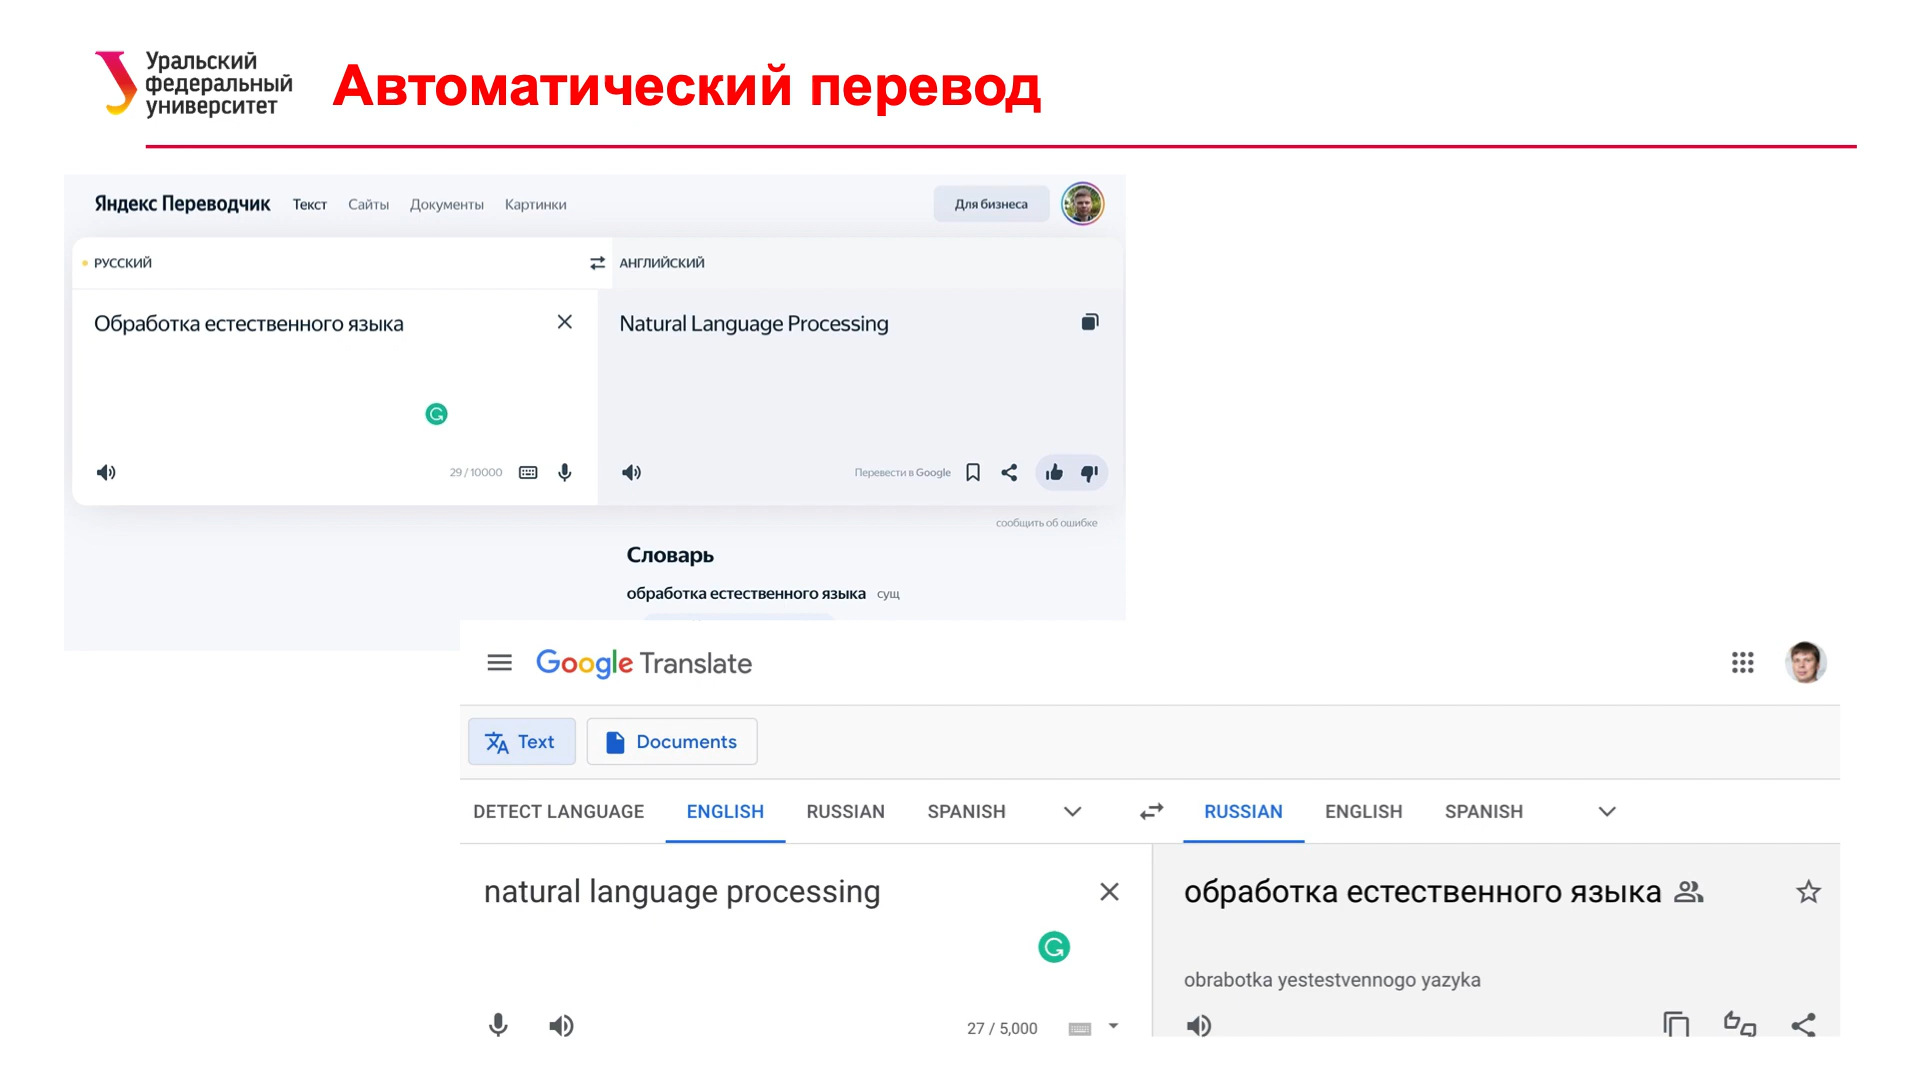 Уральский
федеральный
университет
Автоматический перевод
Яндекс Переводчик Текст Сайты Документы Картинки Для бизнеса
РУССКИЙ АНГЛИЙСКИЙ
Обработка естественного языка Natural Language Processing
29 / 10000 Перевести в Google
сообщить об ошибке
Словарь
обработка естественного языка сущ
Google Translate
Text Documents
DETECT LANGUAGE ENGLISH RUSSIAN SPANISH RUSSIAN ENGLISH SPANISH
natural language processing обработка естественного языка
obrabotka yestestvennogo yazyka
27 / 5,000